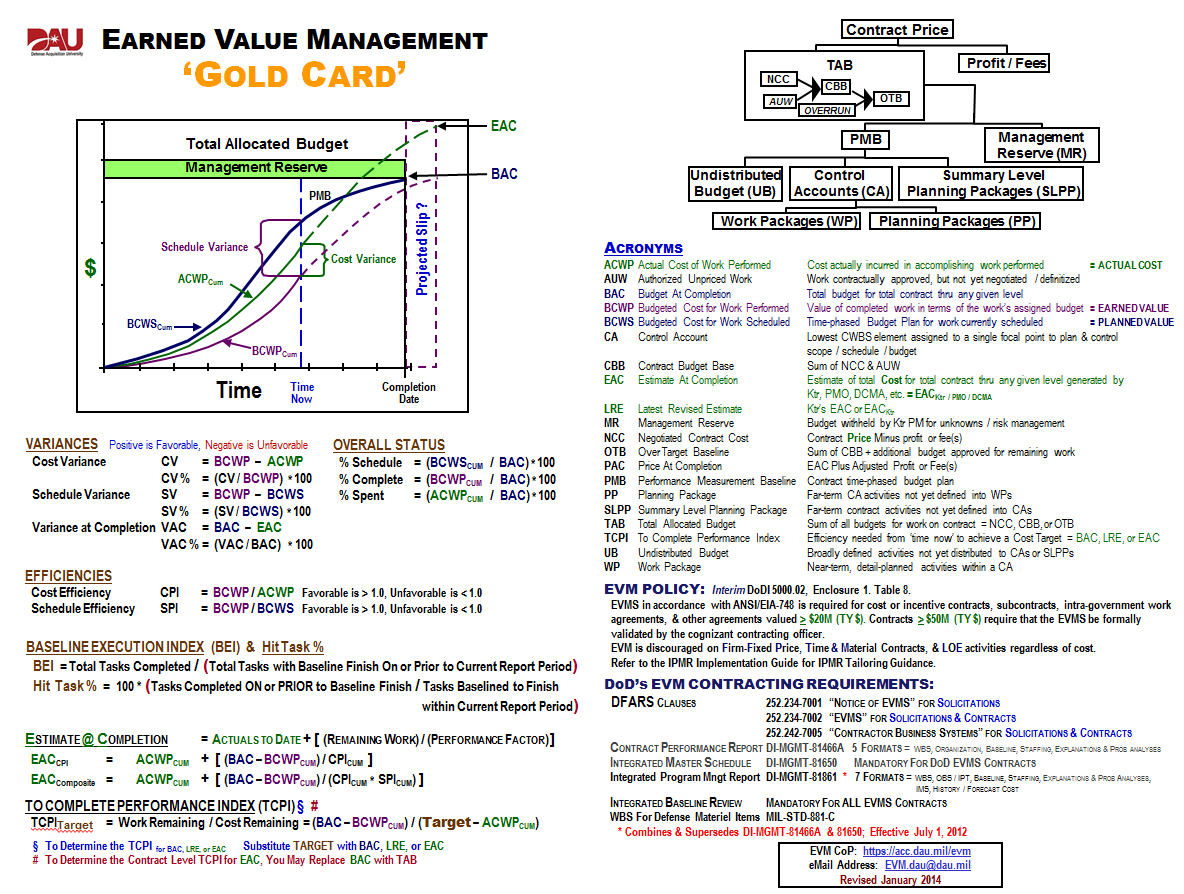 DAU
Defense Acquisition University
EARNED VALUE MANAGEMENT
‘GOLD CARD’
EAC
Total Allocated Budget
Management Reserve
BAC
PMB
Schedule Variance
Cost Variance
Projected Slip ?
$
ACWPCum
BCWSCum
BCWPCum
Time
Time
Now
Completion
Date
VARIANCES Positive is Favorable, Negative is Unfavorable
Cost Variance CV = BCWP – ACWP
CV % = (CV / BCWP) * 100
Schedule Variance SV = BCWP – BCWS
SV % = (SV / BCWS) * 100
Variance at Completion VAC = BAC – EAC
VAC % = (VAC / BAC) * 100
OVERALL STATUS
% Schedule = (BCWSCUM / BAC) * 100
% Complete = (BCWPCUM / BAC) * 100
% Spent = (ACWPCUM / BAC) * 100
EFFICIENCIES
Cost Efficiency CPI = BCWP / ACWP Favorable is > 1.0, Unfavorable is < 1.0
Schedule Efficiency SPI = BCWP / BCWS Favorable is > 1.0, Unfavorable is < 1.0
BASELINE EXECUTION INDEX (BEI) & Hit Task %
BEI = Total Tasks Completed / (Total Tasks with Baseline Finish On or Prior to Current Report Period)
Hit Task % = 100 * (Tasks Completed ON or PRIOR to Baseline Finish / Tasks Baselined to Finish
within Current Report Period)
ESTIMATE @ COMPLETION = ACTUALS TO DATE + [ (REMAINING WORK) / (PERFORMANCE FACTOR) ]
EACCPI = ACWPCUM + [ (BAC – BCWPCUM) / CPICUM ]
EACComposite = ACWPCUM + [ (BAC – BCWPCUM) / (CPICUM * SPICUM) ]
TO COMPLETE PERFORMANCE INDEX (TCPI) § #
TCPITarget = Work Remaining / Cost Remaining = (BAC – BCWPCUM) / (Target – ACWPCUM)
§ To Determine the TCPI for BAC, LRE, or EAC Substitute TARGET with BAC, LRE, or EAC
# To Determine the Contract Level TCPI for EAC, You May Replace BAC with TAB
Contract Price
TAB
Profit / Fees
NCC
CBB
AUW
OVERRUN
OTB
PMB
Management
Reserve (MR)
Undistributed
Budget (UB)
Control
Accounts (CA)
Summary Level
Planning Packages (SLPP)
Work Packages (WP)
Planning Packages (PP)
ACRONYMS
ACWP Actual Cost of Work Performed Cost actually incurred in accomplishing work performed = ACTUAL COST
AUW Authorized Unpriced Work Work contractually approved, but not yet negotiated / definitized
BAC Budget At Completion Total budget for total contract thru any given level
BCWP Budgeted Cost for Work Performed Value of completed work in terms of the work's assigned budget = EARNED VALUE
BCWS Budgeted Cost for Work Scheduled Time-phased Budget Plan for work currently scheduled = PLANNED VALUE
CA Control Account Lowest CWBS element assigned to a single focal point to plan & control
scope / schedule / budget
CBB Contract Budget Base Sum of NCC & AUW
EAC Estimate At Completion Estimate of total Cost for total contract thru any given level generated by
Ktr, PMO, DCMA, etc. = EACKtr / PMO / DCMA
LRE Latest Revised Estimate Ktr's EAC or EACKtr
MR Management Reserve Budget withheld by Ktr PM for unknowns / risk management
NCC Negotiated Contract Cost Contract Price Minus profit or fee(s)
OTB Over Target Baseline Sum of CBB + additional budget approved for remaining work
PAC Price At Completion EAC Plus Adjusted Profit or Fee(s)
PMB Performance Measurement Baseline Contract time-phased budget plan
PP Planning Package Far-term CA activities not yet defined into WPs
SLPP Summary Level Planning Package Far-term contract activities not yet defined into CAs
TAB Total Allocated Budget Sum of all budgets for work on contract = NCC, CBB, or OTB
TCPI To Complete Performance Index Efficiency needed from 'time now' to achieve a Cost Target = BAC, LRE, or EAC
UB Undistributed Budget Broadly defined activities not yet distributed to CAs or SLPPs
WP Work Package Near-term, detail-planned activities within a CA
EVM POLICY: Interim DoDI 5000.02, Enclosure 1. Table 8.
EVMS in accordance with ANSI/EIA-748 is required for cost or incentive contracts, subcontracts, intra-government work
agreements, & other agreements valued > $20M (TY $). Contracts > $50M (TY $) require that the EVMS be formally
validated by the cognizant contracting officer.
EVM is discouraged on Firm-Fixed Price, Time & Material Contracts, & LOE activities regardless of cost.
Refer to the IPMR Implementation Guide for IPMR Tailoring Guidance.
DOD'S EVM CONTRACTING REQUIREMENTS:
DFARS CLAUSES 252.234-7001 “NOTICE OF EVMS” FOR SOLICITATIONS
252.234-7002 “EVMS” FOR SOLICITATIONS & CONTRACTS
252.242-7005 “CONTRACTOR BUSINESS SYSTEMS” FOR SOLICITATIONS & CONTRACTS
CONTRACT PERFORMANCE REPORT DI-MGMT-81466A 5 FORMATS = WBS, ORGANIZATION, BASELINE, STAFFING, EXPLANATIONS & PROB ANALYSES
INTEGRATED MASTER SCHEDULE DI-MGMT-81650 MANDATORY FOR DOD EVMS CONTRACTS
Integrated Program Mngt Report DI-MGMT-81861 * 7 FORMATS = WBS, OBS / IPT, BASELINE, STAFFING, EXPLANATIONS & PROB ANALYSES,
IMS, HISTORY / FORECAST COST
INTEGRATED BASELINE REVIEW MANDATORY FOR ALL EVMS CONTRACTS
WBS FOR DEFENSE MATERIEL ITEMS MIL-STD-881-C
* Combines & Supersedes DI-MGMT-81466A & 81650; Effective July 1, 2012
EVM CoP: https://acc.dau.mil/evm
eMail Address: EVM.dau@dau.mil
Revised January 2014